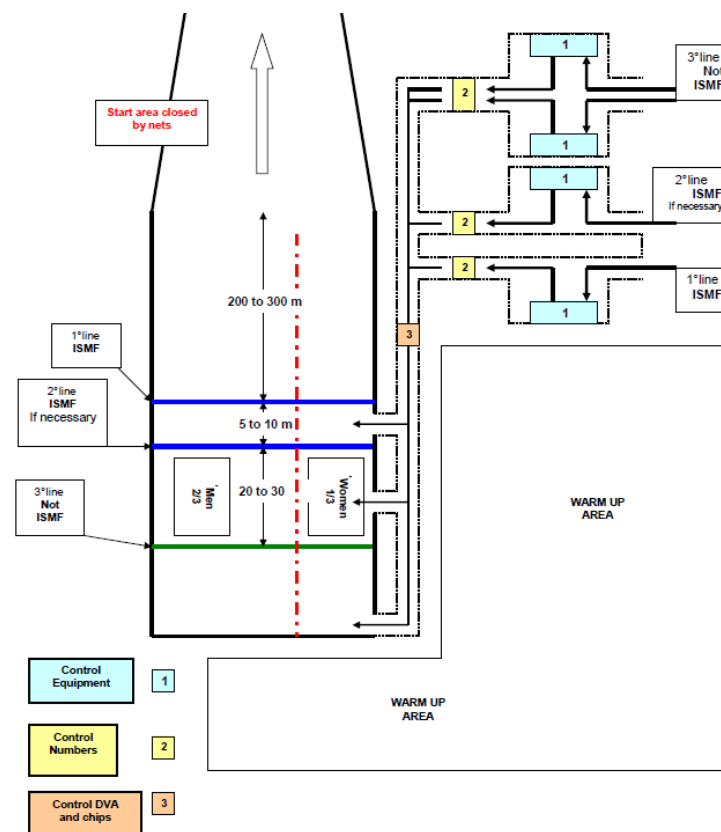 Start area closed
by nets
1
3°line
Not
ISMF
2
1
1
2°line
ISMF
If necessary
2
2
1°line
ISMF
1
200 to 300 m
3
1°line
ISMF
2°line
ISMF
If necessary
5 to 10 m
3°line
Not
ISMF
'Men
2/3
20 to 30
'Women
1/3
WARM UP
AREA
Control
Equipment
1
WARM UP
AREA
Control
Numbers
2
Control DVA
and chips
3